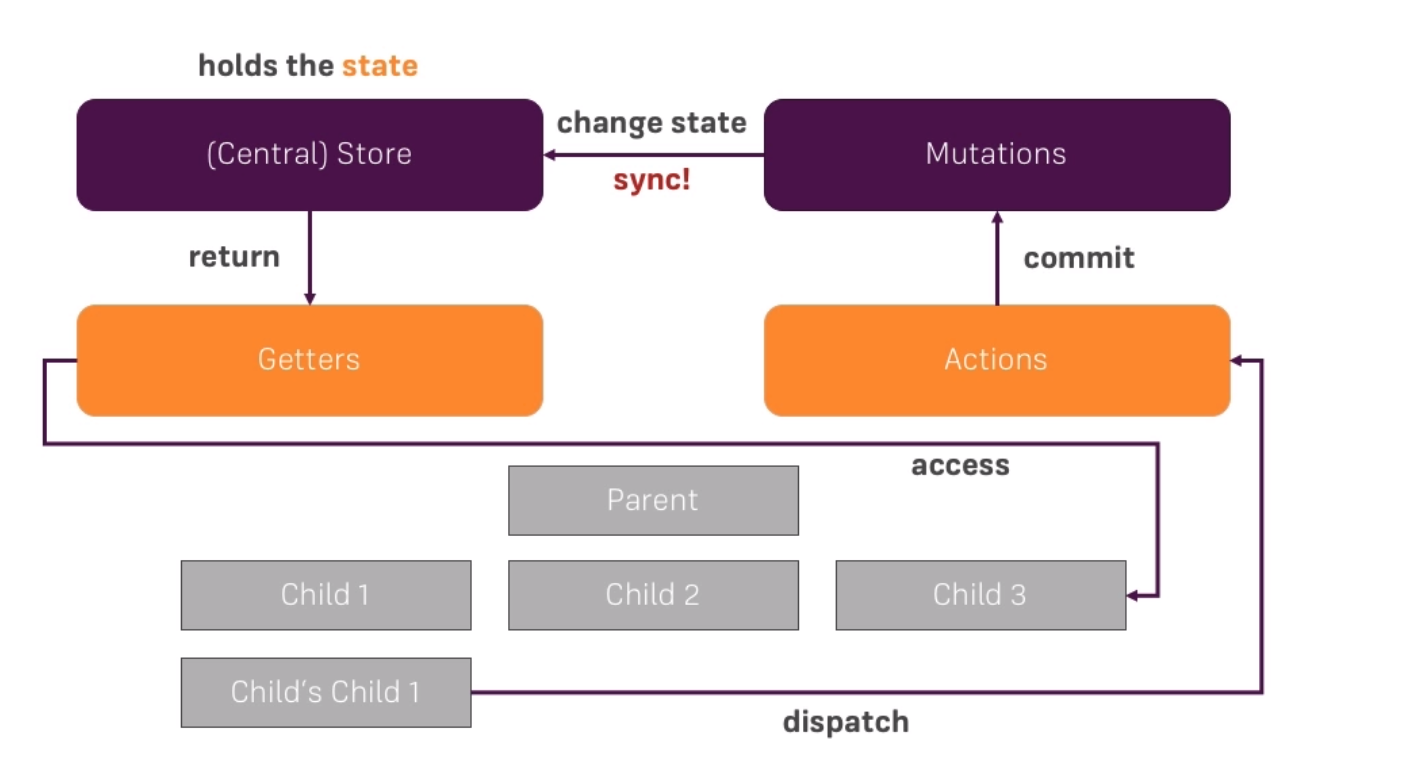 holds the state
(Central) Store
change state
sync!
Mutations
return
commit
Getters
Actions
access
Parent
Child 1
Child 2
Child 3
Child’s Child 1
dispatch